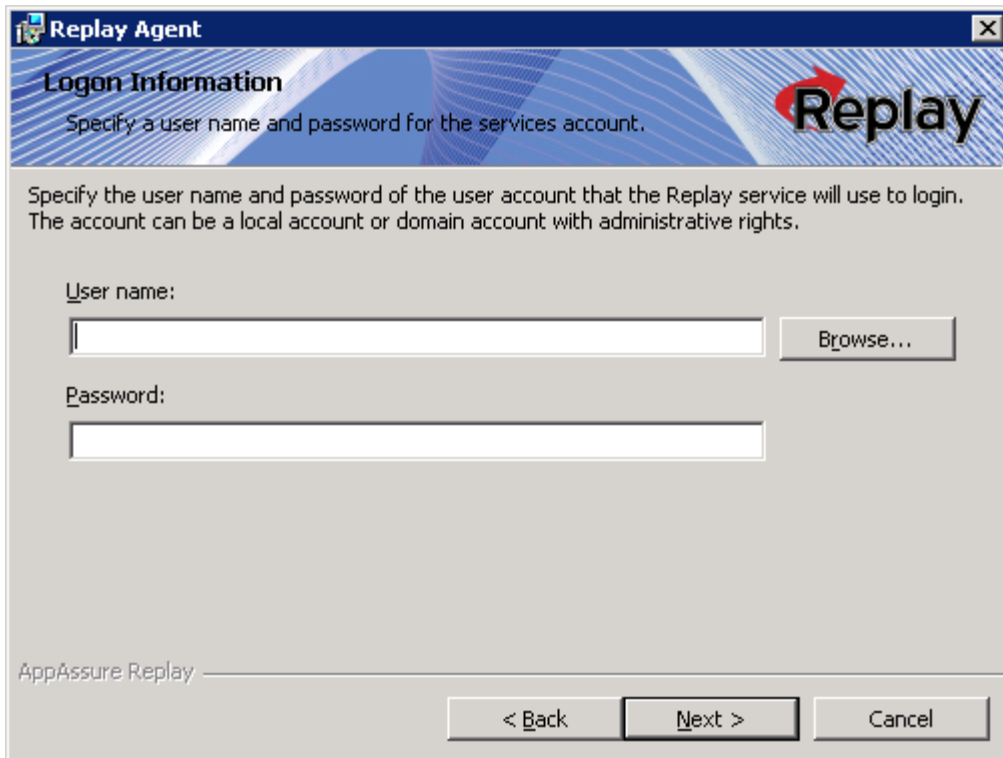 Replay Agent
Logon Information
Specify a user name and password for the services account.
Replay
Specify the user name and password of the user account that the Replay service will use to login.
The account can be a local account or domain account with administrative rights.
User name:
Browse...
Password:
AppAssure Replay
< Back Next > Cancel